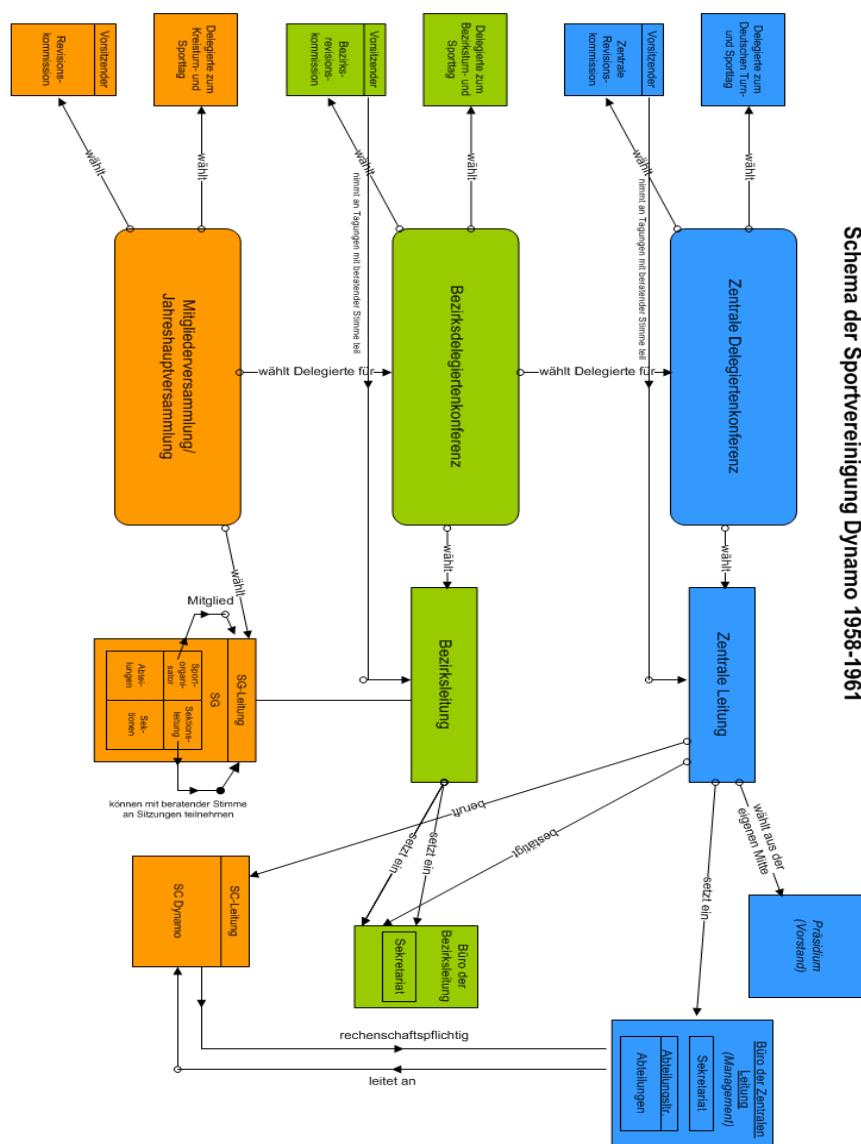 Schema der Sportvereinigung Dynamo 1958-1961
Delegierte zum
Deutschen Turn-
und Sporttag
Vorsitzender
Zentrale
Revisions-
kommission
wählt
wählt
nimmt an Tagungen mit beratender Stimme teil
Zentrale Delegiertenkonferenz
wählt
Zentrale Leitung
wählt aus der
eigenen Mitte
Präsidium
(Vorstand)
setzt ein
Büro der Zentralen
Leitung
(Management)
Sekretariat
Abteilungsltr.
Abteilungen
wählt Delegierte für
Delegierte zum
Bezirksturn- und
Sporttag
Vorsitzender
Bezirks-
revisions-
kommission
wählt
wählt
nimmt an Tagungen mit beratender Stimme teil
Bezirksdelegiertenkonferenz
wählt
Bezirksleitung
setzt ein
setzt ein
bestätigt
beruft
Büro der
Bezirksleitung
Sekretariat
wählt Delegierte für
Delegierte zum
Kreisturn- und
Sporttag
Vorsitzender
Revisions-
kommission
wählt
wählt
Mitgliederversammlung/
Jahreshauptversammlung
wählt
Mitglied
SG-Leitung
SG
Sport-
organi-
sator
Sektions-
leitung
Abtei-
lungen
Sek-
tionen
können mit beratender Stimme
an Sitzungen teilnehmen
SC-Leitung
SC Dynamo
rechenschaftspflichtig
leitet an